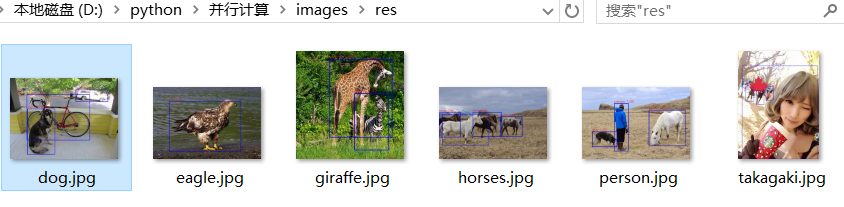 本地磁盘 (D:) > python > 并行计算 > images > res
搜索"res"
dog.jpg
eagle.jpg
giraffe.jpg
horses.jpg
person.jpg
takagaki.jpg